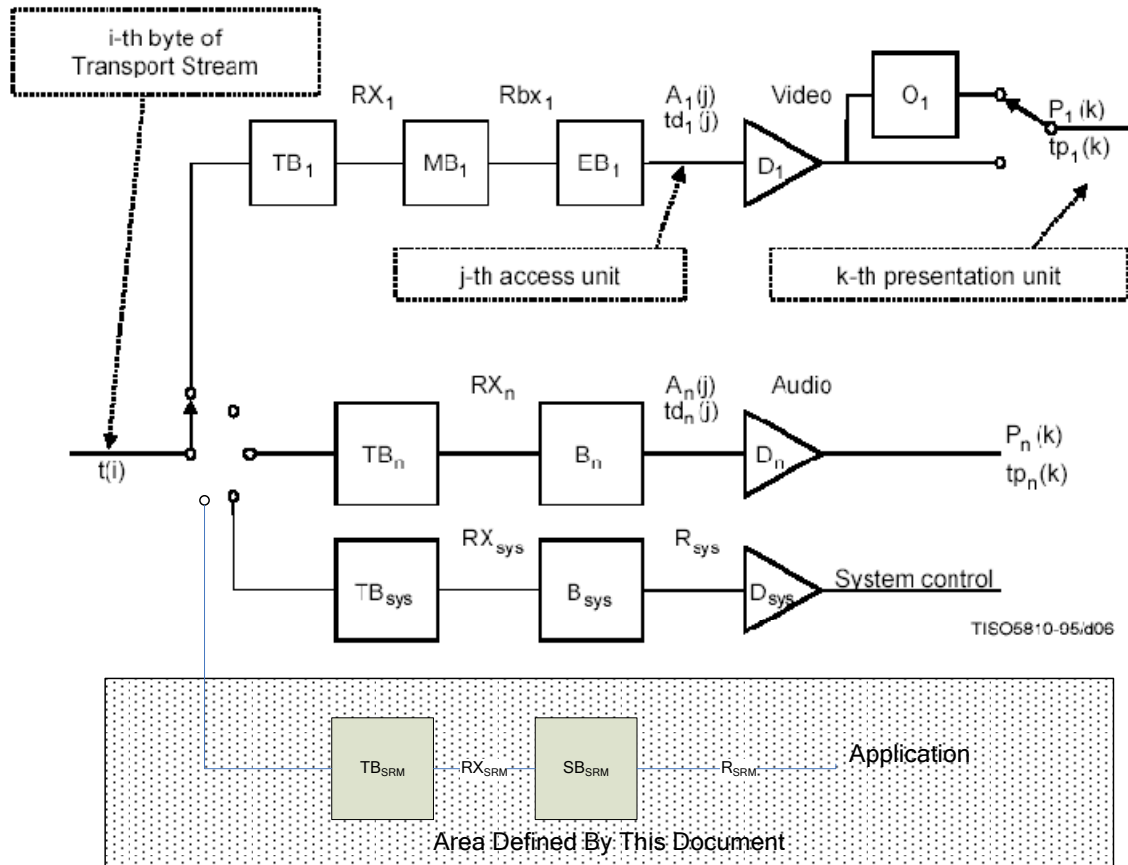 i-th byte of
Transport Stream
RX1
Rbx1
A1(j)
td1(j)
Video
O1
P1(k)
tp1(k)
TB1
MB1
EB1
D1
j-th access unit
k-th presentation unit
t(i)
RXn
An(j)
tdn(j)
Audio
TBn
Bn
Dn
Pn(k)
tpn(k)
RXsys
Rsys
TBsys
Bsys
Dsys
System control
TISO5810-95/d06
TBSRM
RXSRM
SBSRM
RSRM
Application
Area Defined By This Document